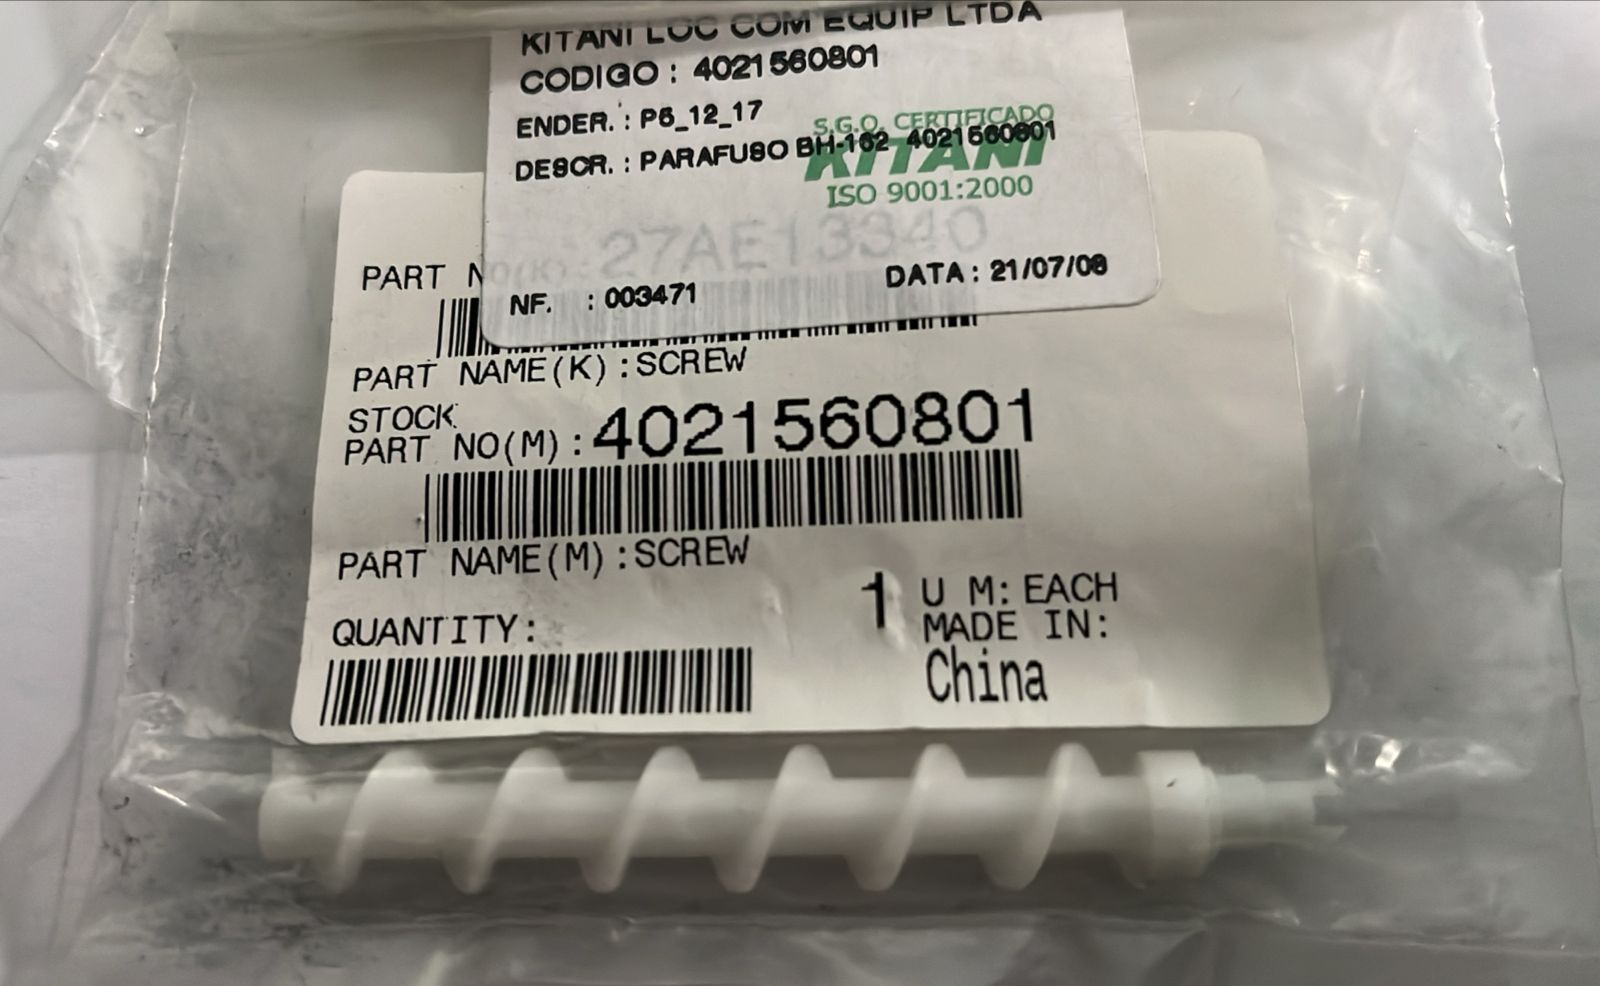 KITANI LOC COM EQUIP LTDA
CODIGO : 4021560801
ENDER. : P6_12_17
S.G.Q. CERTIFICADO
DESCR. : PARAFUSO BH-162 4021560801
KITANI
ISO 9001:2000
PART NO(K): 27AE13340
NF. : 003471
DATA : 21/07/08
PART NAME(K) :SCREW
STOCK
PART NO(M) : 4021560801
PART NAME(M) :SCREW
QUANTITY: 1
U M: EACH
MADE IN:
China